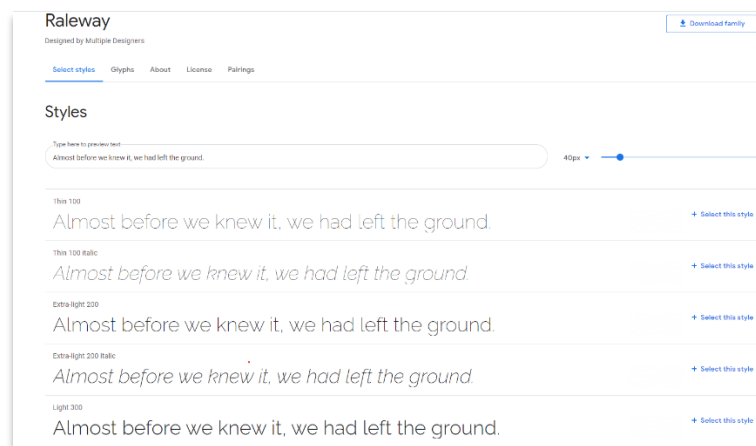 Raleway
Download family
Designed by Multiple Designers
Select styles Glyphs About License Pairings
Styles
Type here to preview text
Almost before we knew it, we had left the ground.
40px
Thin 100
Almost before we knew it, we had left the ground.
+ Select this style
Thin 100 italic
Almost before we knew it, we had left the ground.
+ Select this style
Extra-light 200
Almost before we knew it, we had left the ground.
+ Select this style
Extra-light 200 italic
Almost before we knew it, we had left the ground.
+ Select this style
Light 300
Almost before we knew it, we had left the ground.
+ Select this style